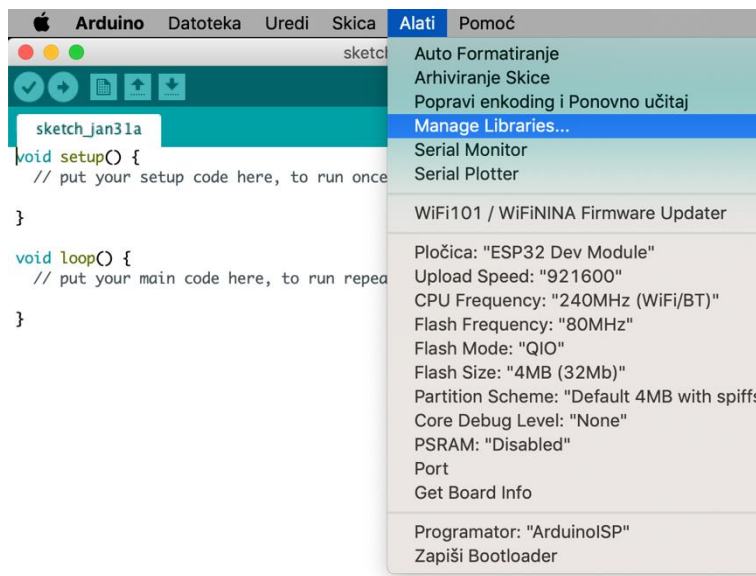 Arduino Datoteka Uredi Skica Alati Pomoć
sketch
sketch_jan31a
void setup() {
// put your setup code here, to run once
}
void loop() {
// put your main code here, to run repea
}
Auto Formatiranje
Arhiviranje Skice
Popravi enkoding i Ponovno učitaj
Manage Libraries...
Serial Monitor
Serial Plotter
WiFi101 / WiFiNINA Firmware Updater
Pločica: "ESP32 Dev Module"
Upload Speed: "921600"
CPU Frequency: "240MHz (WiFi/BT)"
Flash Frequency: "80MHz"
Flash Mode: "QIO"
Flash Size: "4MB (32Mb)"
Partition Scheme: "Default 4MB with spiffs
Core Debug Level: "None"
PSRAM: "Disabled"
Port
Get Board Info
Programator: "ArduinoISP"
Zapiši Bootloader